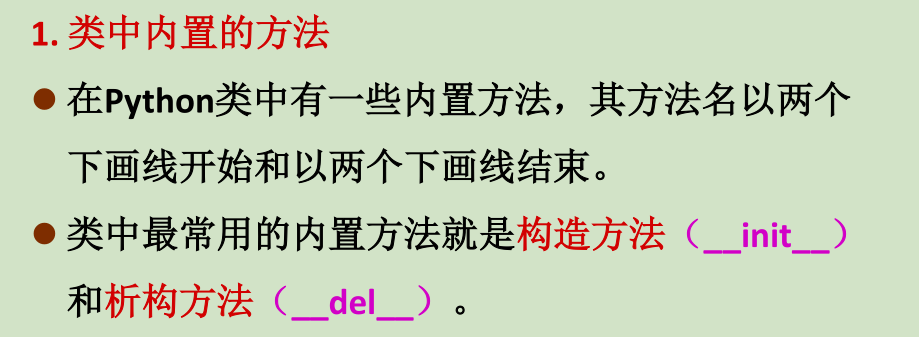 1. 类中内置的方法
● 在Python类中有一些内置方法，其方法名以两个
下画线开始和以两个下画线结束。
● 类中最常用的内置方法就是构造方法（__init__）
和析构方法（__del__）。